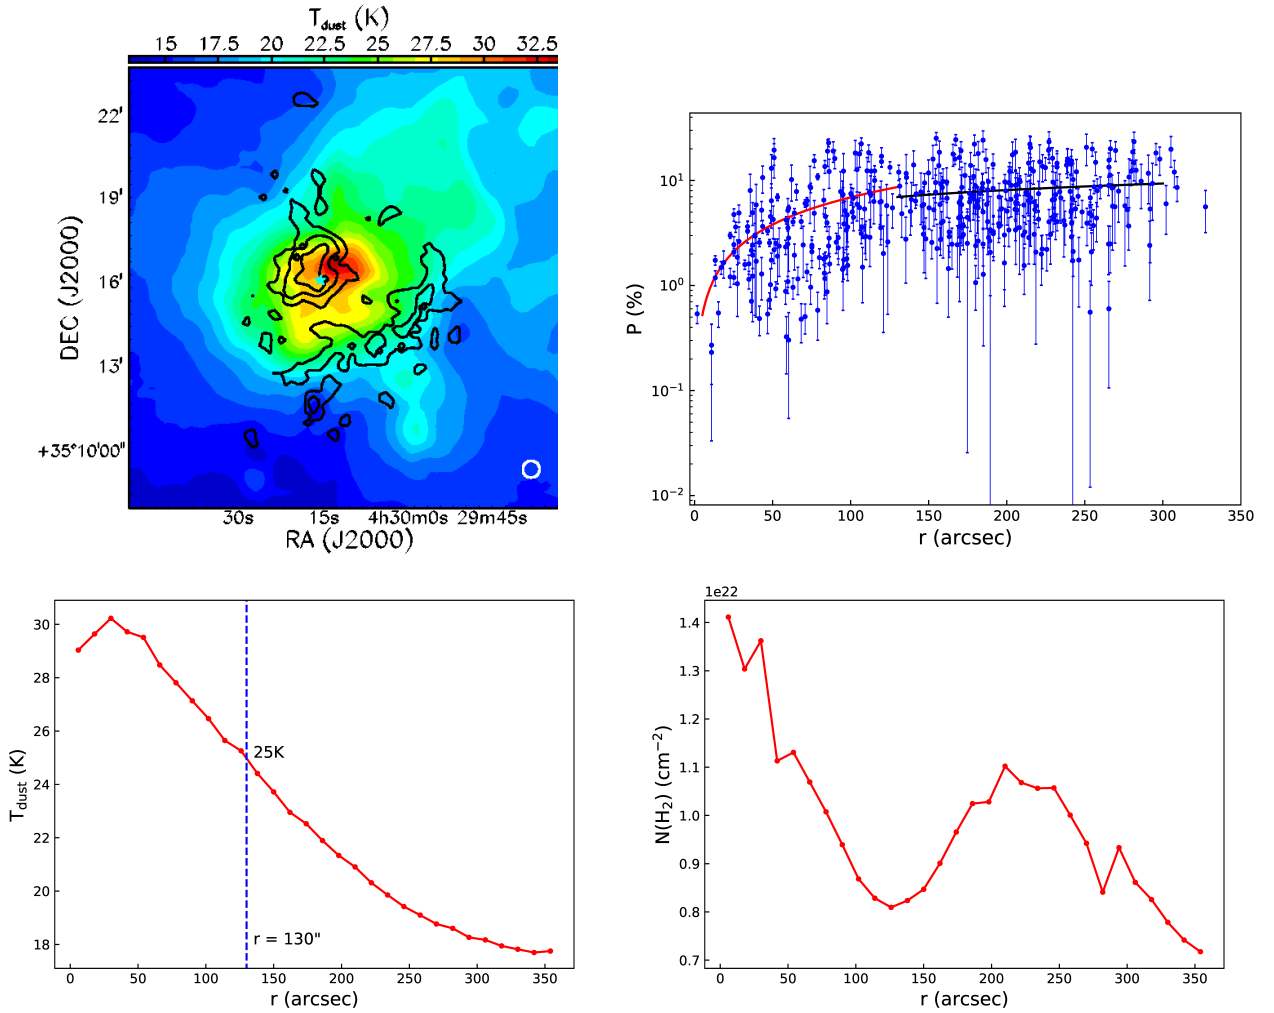 T_dust (K)
15 17.5 20 22.5 25 27.5 30 32.5
22'
19'
16'
13'
+35°10'00"
DEC (J2000)
30s 15s 4h30m0s 29m45s
RA (J2000)
10¹
10⁰
10⁻¹
10⁻²
P (%)
0 50 100 150 200 250 300 350
r (arcsec)
30
28
26
24
22
20
18
T_dust (K)
25K
r = 130"
0 50 100 150 200 250 300 350
r (arcsec)
1e22
1.4
1.3
1.2
1.1
1.0
0.9
0.8
0.7
N(H₂) (cm⁻²)
0 50 100 150 200 250 300 350
r (arcsec)